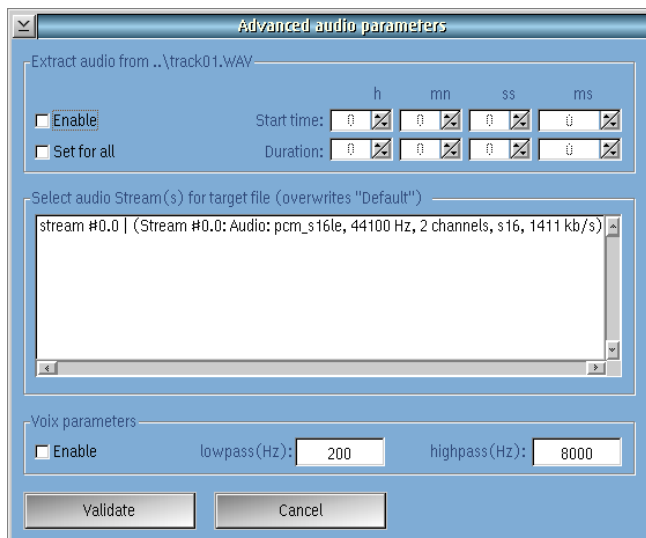 Advanced audio parameters
Extract audio from ..\track01.WAV
h mn ss ms
Enable Start time: 0 0 0 0
Set for all Duration: 0 0 0 0
Select audio Stream(s) for target file (overwrites "Default")
stream #0.0 | (Stream #0.0: Audio: pcm_s16le, 44100 Hz, 2 channels, s16, 1411 kb/s)
Voix parameters
Enable lowpass(Hz): 200 highpass(Hz): 8000
Validate Cancel